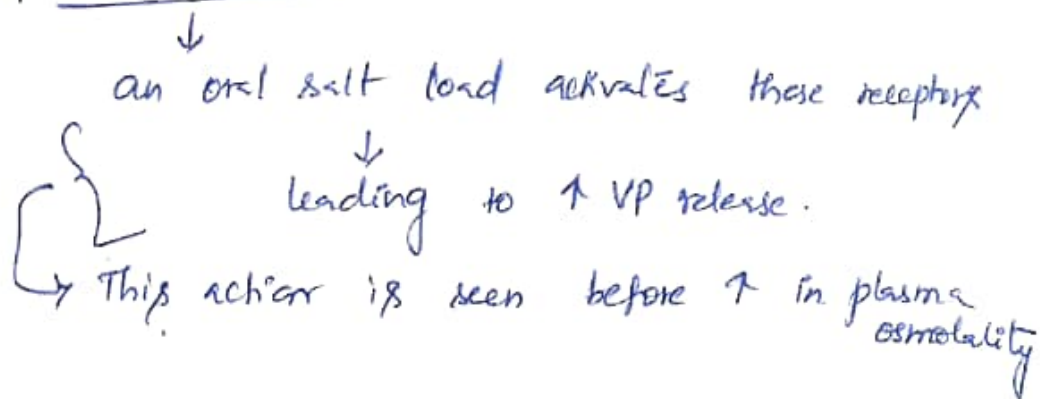 ↓
an oral salt load activates these receptors
↓
leading to ↑ VP release.
→ This action is seen before ↑ in plasma
osmolality